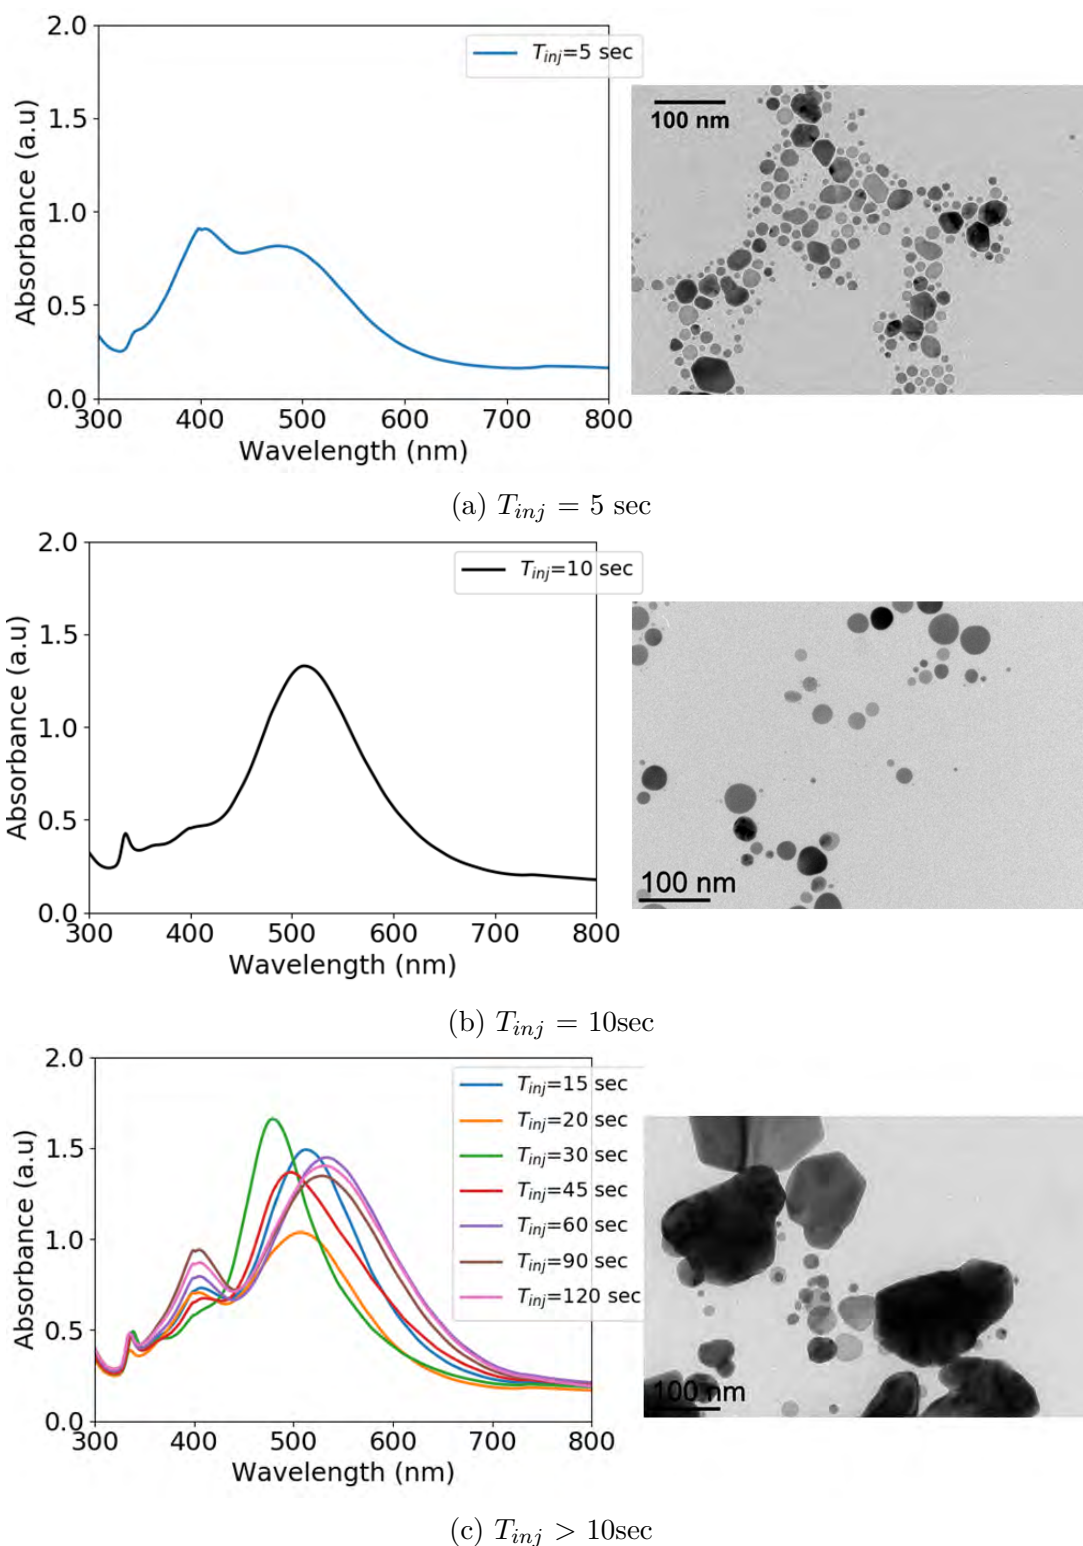 2.0
1.5
1.0
0.5
0.0
Absorbance (a.u)
T_inj=5 sec
300 400 500 600 700 800
Wavelength (nm)
100 nm
(a) T_inj = 5 sec
2.0
1.5
1.0
0.5
0.0
Absorbance (a.u)
T_inj=10 sec
300 400 500 600 700 800
Wavelength (nm)
100 nm
(b) T_inj = 10sec
2.0
1.5
1.0
0.5
0.0
Absorbance (a.u)
T_inj=15 sec
T_inj=20 sec
T_inj=30 sec
T_inj=45 sec
T_inj=60 sec
T_inj=90 sec
T_inj=120 sec
300 400 500 600 700 800
Wavelength (nm)
100 nm
(c) T_inj > 10sec